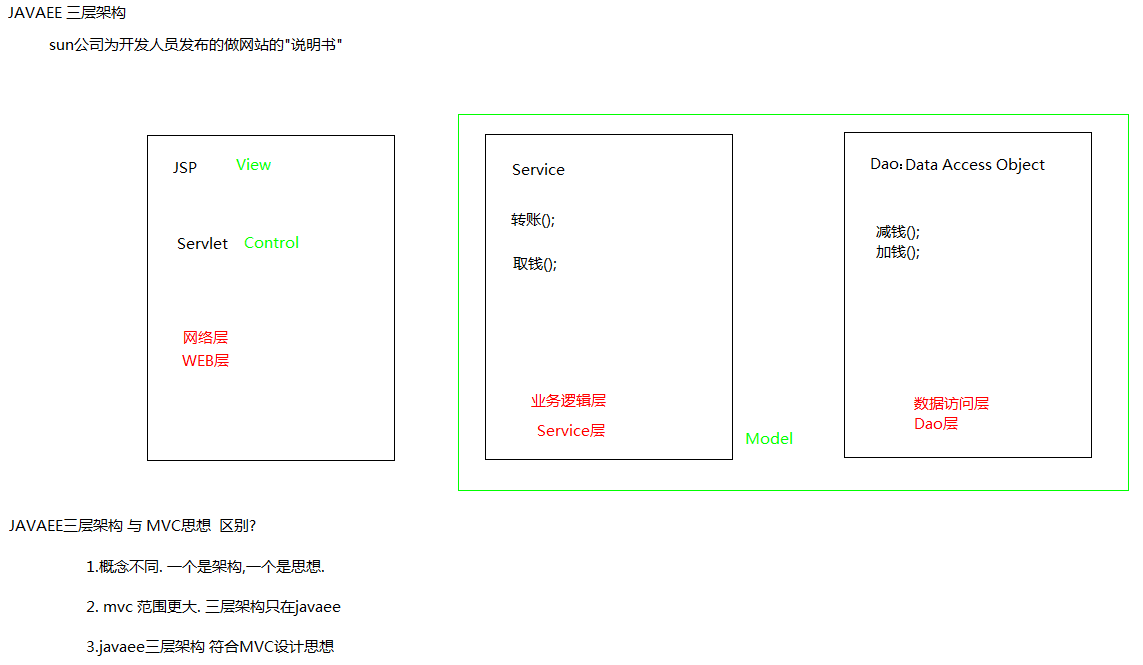 JAVAEE 三层架构
sun公司为开发人员发布的做网站的"说明书"
JSP View
Servlet Control
网络层
WEB层
Service
转账();
取钱();
业务逻辑层
Service层
Model
Dao:Data Access Object
减钱();
加钱();
数据访问层
Dao层
JAVAEE三层架构 与 MVC思想 区别?
1.概念不同. 一个是架构,一个是思想.
2. mvc 范围更大. 三层架构只在javaee
3.javaee三层架构 符合MVC设计思想